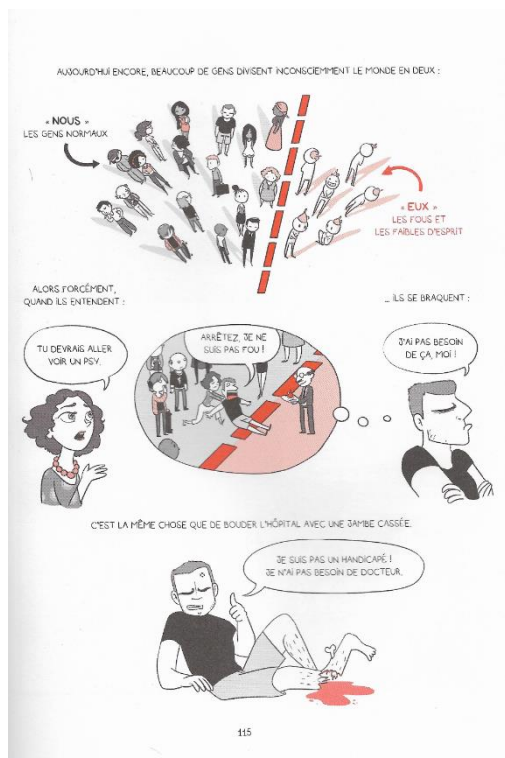 AUJOURD'HUI ENCORE, BEAUCOUP DE GENS DIVISENT INCONSCIEMMENT LE MONDE EN DEUX :
« NOUS »
LES GENS NORMAUX
« EUX »
LES FOUS ET
LES FAIBLES D'ESPRIT
ALORS FORCÉMENT,
QUAND ILS ENTENDENT :
... ILS SE BRAQUENT :
TU DEVRAIS ALLER
VOIR UN PSY.
ARRÊTEZ, JE NE
SUIS PAS FOU !
J'AI PAS BESOIN
DE ÇA, MOI !
C'EST LA MÊME CHOSE QUE DE BOUDER L'HÔPITAL AVEC UNE JAMBE CASSÉE.
JE SUIS PAS UN HANDICAPÉ !
JE N'AI PAS BESOIN DE DOCTEUR.
115